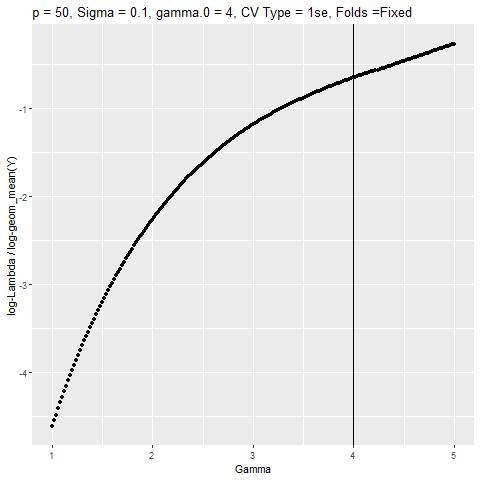 p = 50, Sigma = 0.1, gamma.0 = 4, CV Type = 1se, Folds =Fixed
log-Lambda / log-geom_mean(Y)
-1
-2
-3
-4
1 2 3 4 5
Gamma